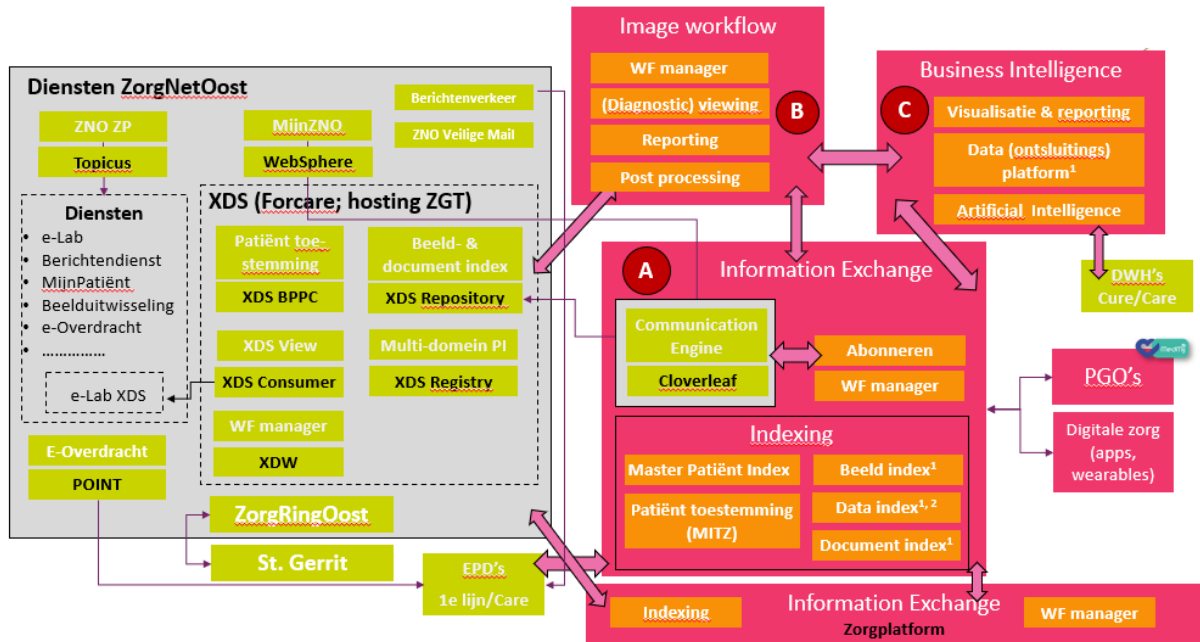 Diensten ZorgNetOost
ZNO ZP
Topicus
MijnZNO
WebSphere
Berichtenverkeer
ZNO Veilige Mail
Diensten
• e-Lab
• Berichtendienst
• MijnPatiënt
• Beelduitwisseling
• e-Overdracht
• ……………
e-Lab XDS
XDS (Forcare; hosting ZGT)
Patiënt toe-
stemming
XDS BPPC
Beeld- &
document index
XDS Repository
XDS View
XDS Consumer
Multi-domein PI
XDS Registry
WF manager
XDW
E-Overdracht
POINT
ZorgRingOost
St. Gerrit
EPD's
1e lijn/Care
Image workflow
WF manager
(Diagnostic) viewing
Reporting
Post processing
B
Business Intelligence
C
Visualisatie & reporting
Data (ontsluitings)
platform¹
Artificial Intelligence
DWH's
Cure/Care
A
Information Exchange
Communication
Engine
Cloverleaf
Abonneren
WF manager
Indexing
Master Patiënt Index
Patiënt toestemming
(MITZ)
Beeld index¹
Data index¹˒ ²
Document index¹
PGO's
Digitale zorg
(apps,
wearables)
Indexing
Information Exchange
Zorgplatform
WF manager